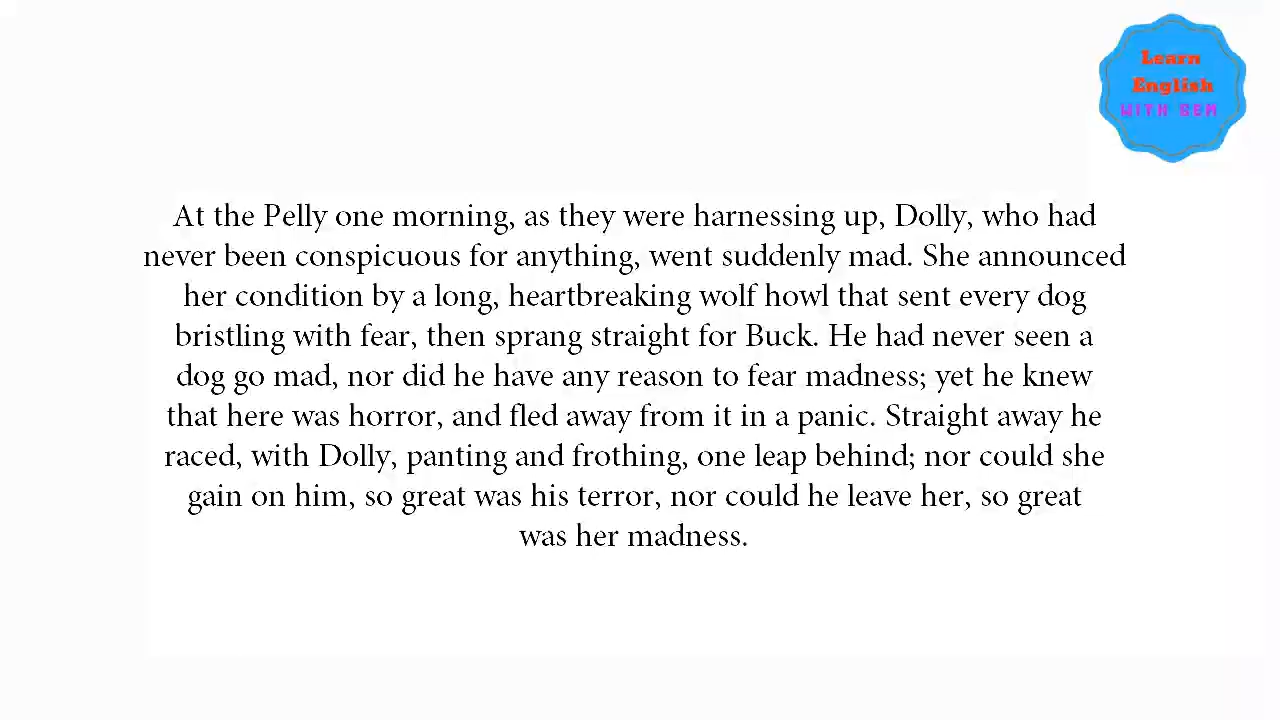 Learn
English
WITH SBM
At the Pelly one morning, as they were harnessing up, Dolly, who had
never been conspicuous for anything, went suddenly mad. She announced
her condition by a long, heartbreaking wolf howl that sent every dog
bristling with fear, then sprang straight for Buck. He had never seen a
dog go mad, nor did he have any reason to fear madness; yet he knew
that here was horror, and fled away from it in a panic. Straight away he
raced, with Dolly, panting and frothing, one leap behind; nor could she
gain on him, so great was his terror, nor could he leave her, so great
was her madness.